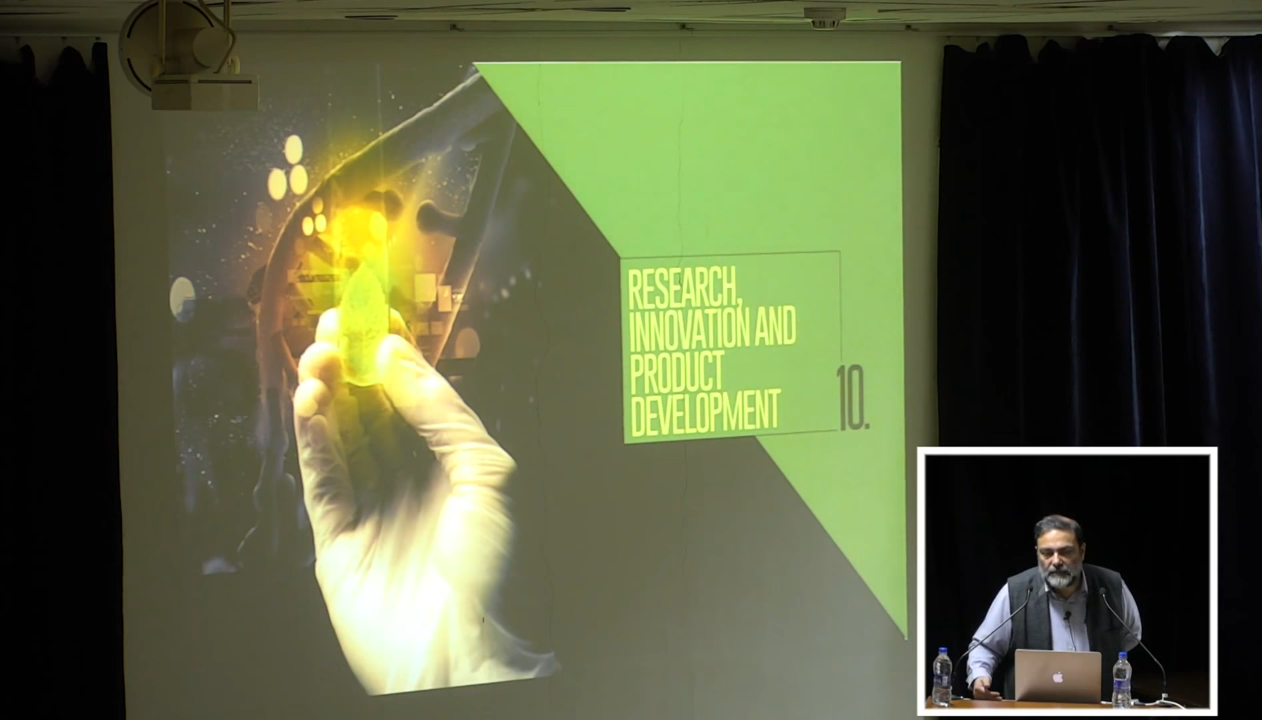 RESEARCH,
INNOVATION AND
PRODUCT
DEVELOPMENT
10.